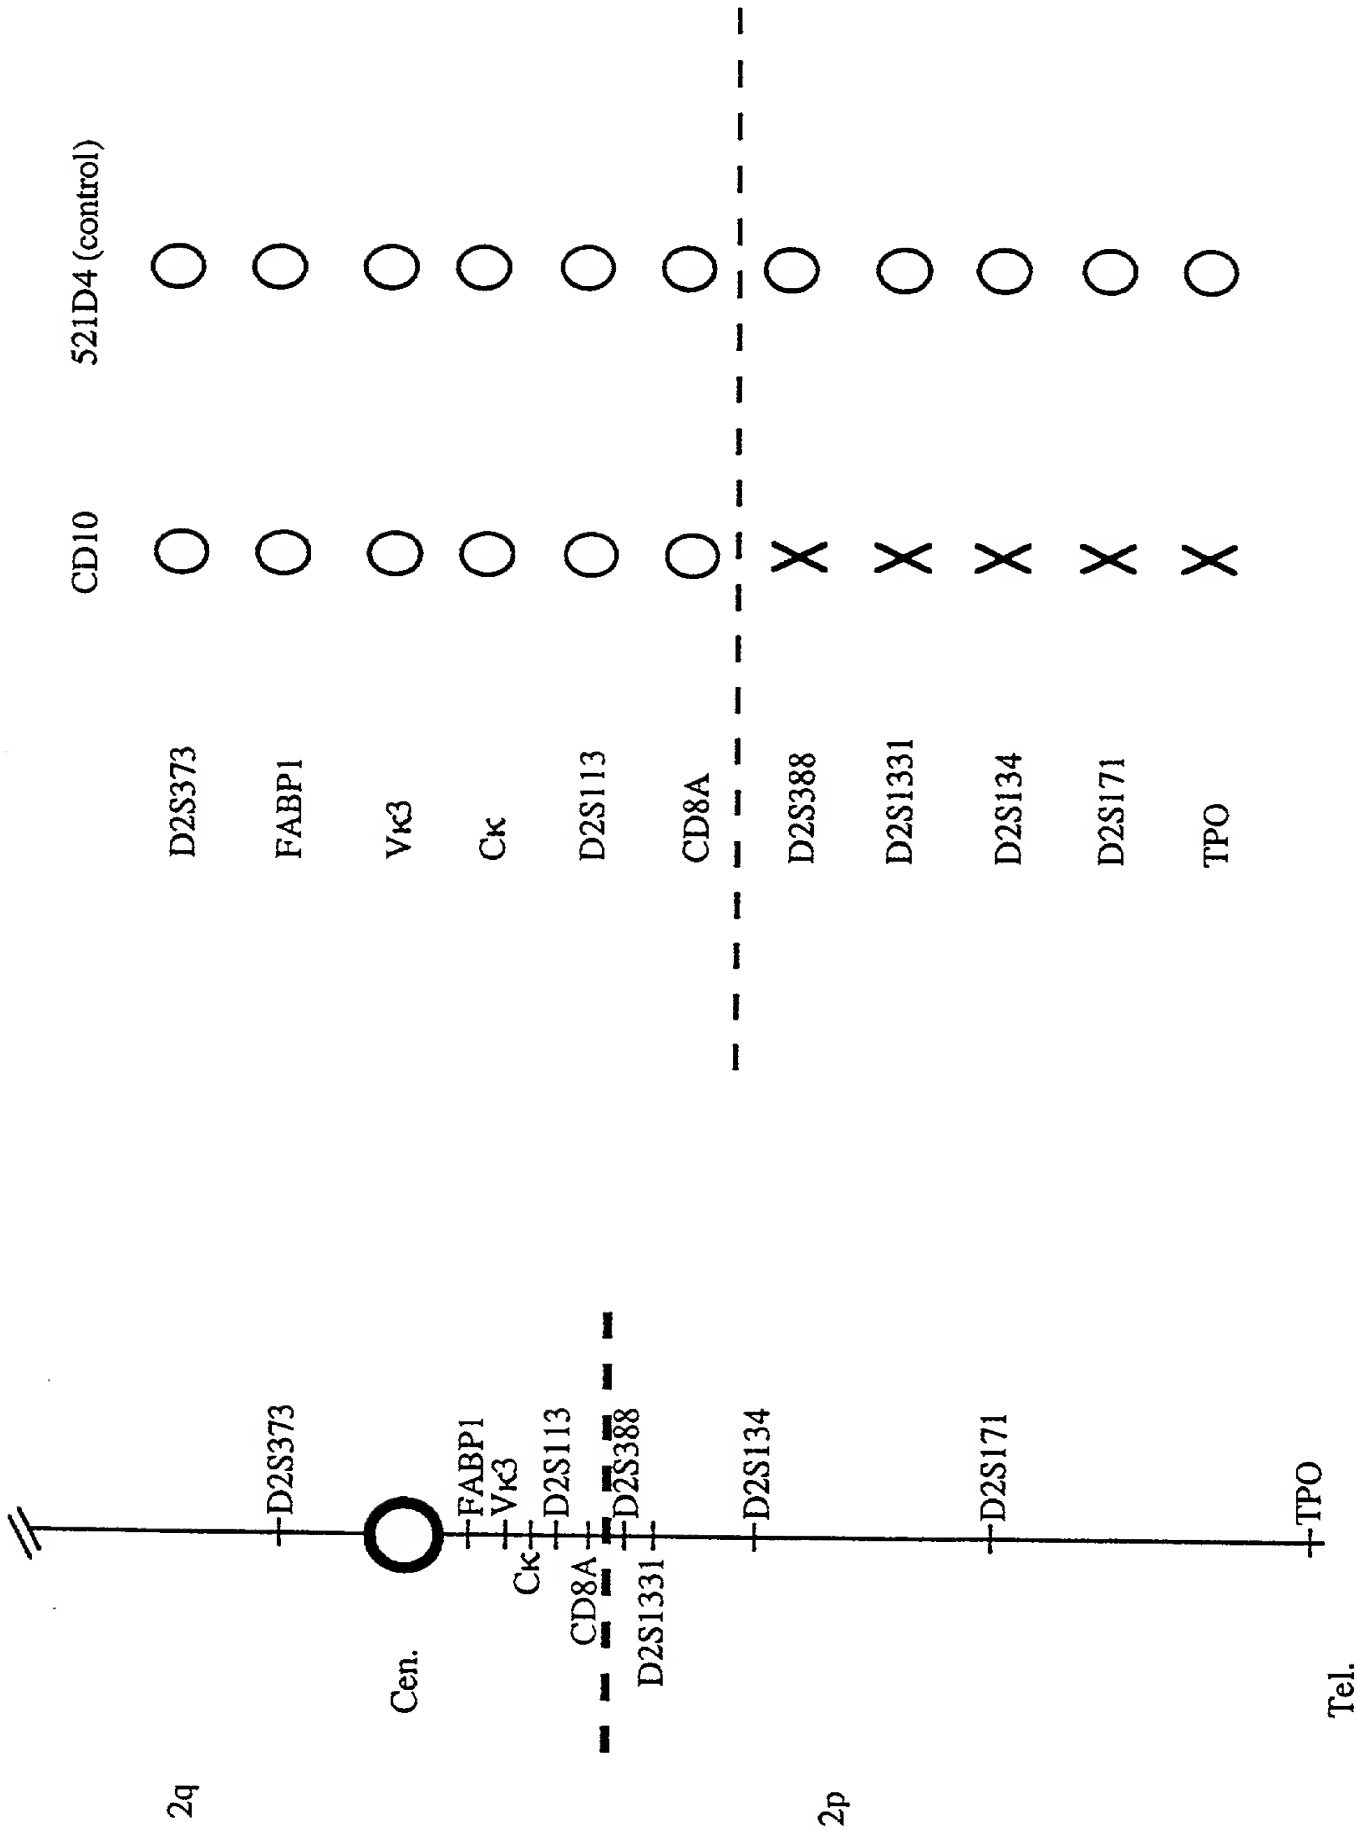 2q
2p
Cen.
Tel.
D2S373
FABP1
Vκ3
Cκ
D2S113
CD8A
D2S388
D2S1331
D2S134
D2S171
TPO
CD10
521D4 (control)
D2S373
FABP1
Vκ3
Cκ
D2S113
CD8A
D2S388
D2S1331
D2S134
D2S171
TPO